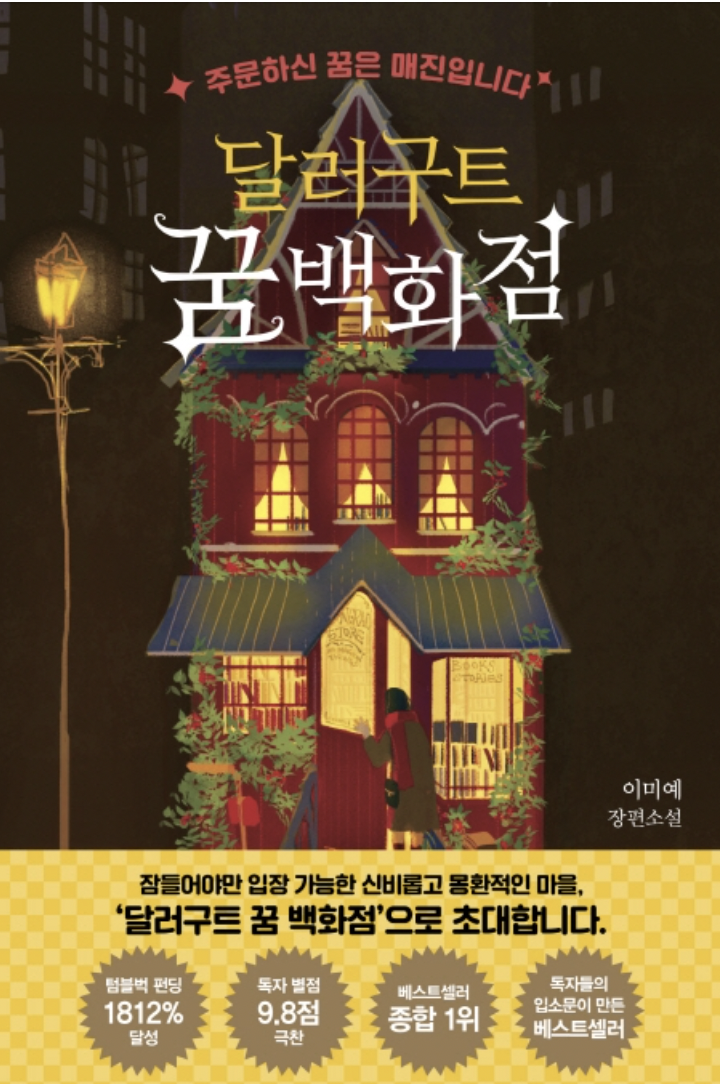 주문하신 꿈은 매진입니다
달러구트
꿈 백화점
BOOKS
STORIES
이미예
장편소설
잠들어야만 입장 가능한 신비롭고 몽환적인 마을,
‘달러구트 꿈 백화점’으로 초대합니다.
텀블벅 펀딩
1812%
달성
독자 별점
9.8점
극찬
베스트셀러
종합 1위
독자들의
입소문이 만든
베스트셀러